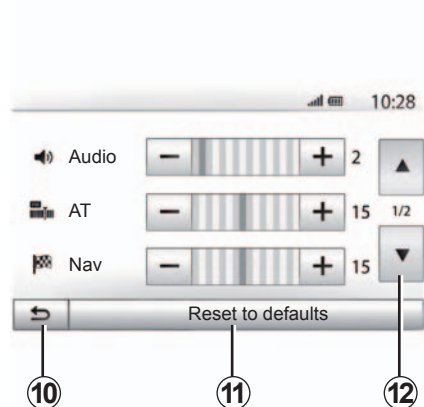 10:28
Audio − + 2
AT − + 15 1/2
Nav − + 15
Reset to defaults
10 11 12